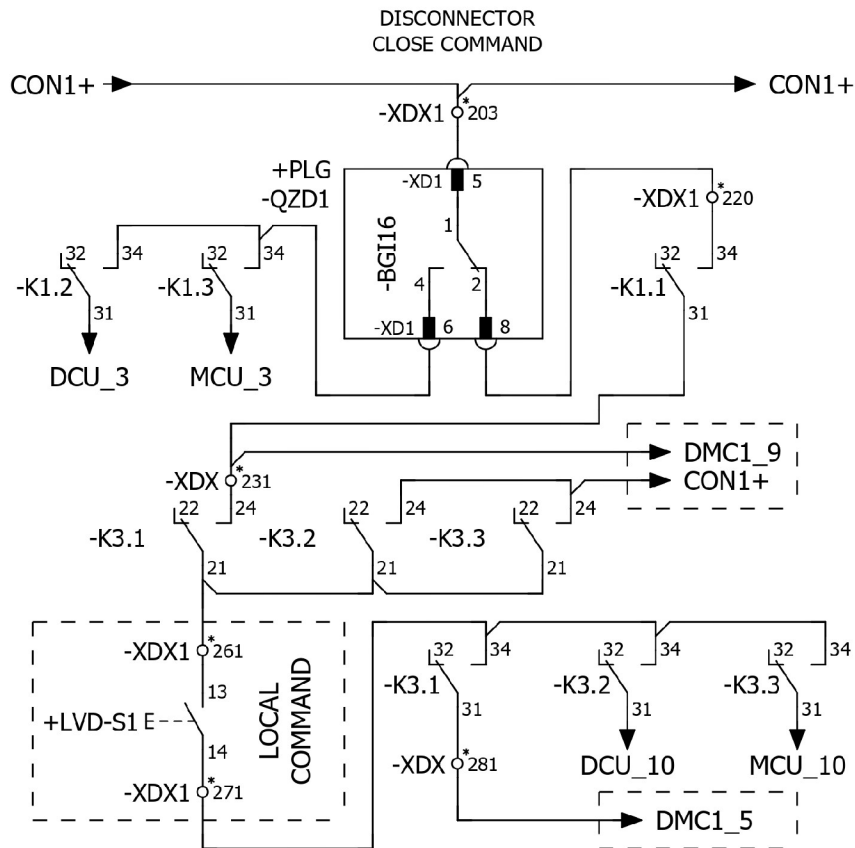 DISCONNECTOR
CLOSE COMMAND
CON1+
CON1+
-XDX1 * 203
+PLG
-QZD1
-XD1 5
-XDX1 * 220
1
-BGI16
32 34
32 34
32 34
-K1.2
-K1.3
4 2
-K1.1
31
31
31
-XD1 6 8
DCU_3
MCU_3
DMC1_9
-XDX * 231
CON1+
22 24
22 24
22 24
-K3.1
-K3.2
-K3.3
21
21
21
-XDX1 * 261
32 34
32 34
32 34
-K3.1
-K3.2
-K3.3
13
31
31
31
+LVD-S1 E
LOCAL
COMMAND
14
-XDX * 281
DCU_10
MCU_10
-XDX1 * 271
DMC1_5